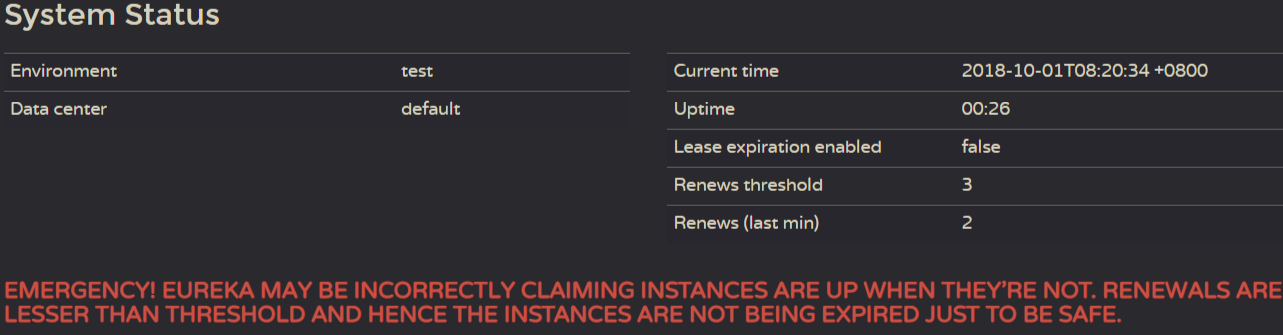 System Status
Environment test
Data center default
Current time 2018-10-01T08:20:34 +0800
Uptime 00:26
Lease expiration enabled false
Renews threshold 3
Renews (last min) 2
EMERGENCY! EUREKA MAY BE INCORRECTLY CLAIMING INSTANCES ARE UP WHEN THEY'RE NOT. RENEWALS ARE
LESSER THAN THRESHOLD AND HENCE THE INSTANCES ARE NOT BEING EXPIRED JUST TO BE SAFE.